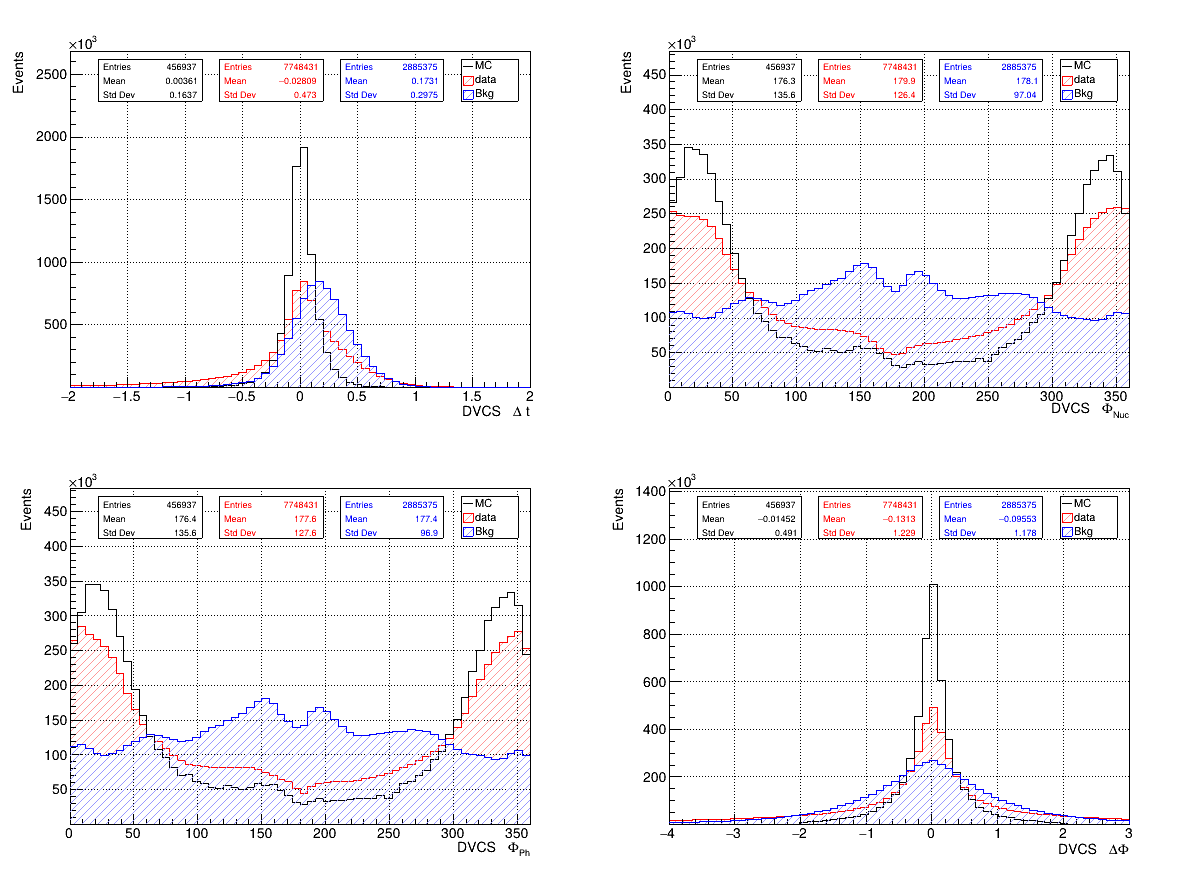 ×10³
Events
Entries 456937
Mean 0.00361
Std Dev 0.1637
Entries 7748431
Mean −0.02809
Std Dev 0.473
Entries 2885375
Mean 0.1731
Std Dev 0.2975
MC
data
Bkg
2500
2000
1500
1000
500
−2 −1.5 −1 −0.5 0 0.5 1 1.5 2
DVCS Δ t
×10³
Events
Entries 456937
Mean 176.3
Std Dev 135.6
Entries 7748431
Mean 179.9
Std Dev 126.4
Entries 2885375
Mean 178.1
Std Dev 97.04
MC
data
Bkg
450
400
350
300
250
200
150
100
50
0 50 100 150 200 250 300 350
DVCS Φ_Nuc
×10³
Events
Entries 456937
Mean 176.4
Std Dev 135.6
Entries 7748431
Mean 177.6
Std Dev 127.6
Entries 2885375
Mean 177.4
Std Dev 96.9
MC
data
Bkg
450
400
350
300
250
200
150
100
50
0 50 100 150 200 250 300 350
DVCS Φ_Ph
×10³
Events
Entries 456937
Mean −0.01452
Std Dev 0.491
Entries 7748431
Mean −0.1313
Std Dev 1.229
Entries 2885375
Mean −0.09553
Std Dev 1.178
MC
data
Bkg
1400
1200
1000
800
600
400
200
−4 −3 −2 −1 0 1 2 3
DVCS ΔΦ